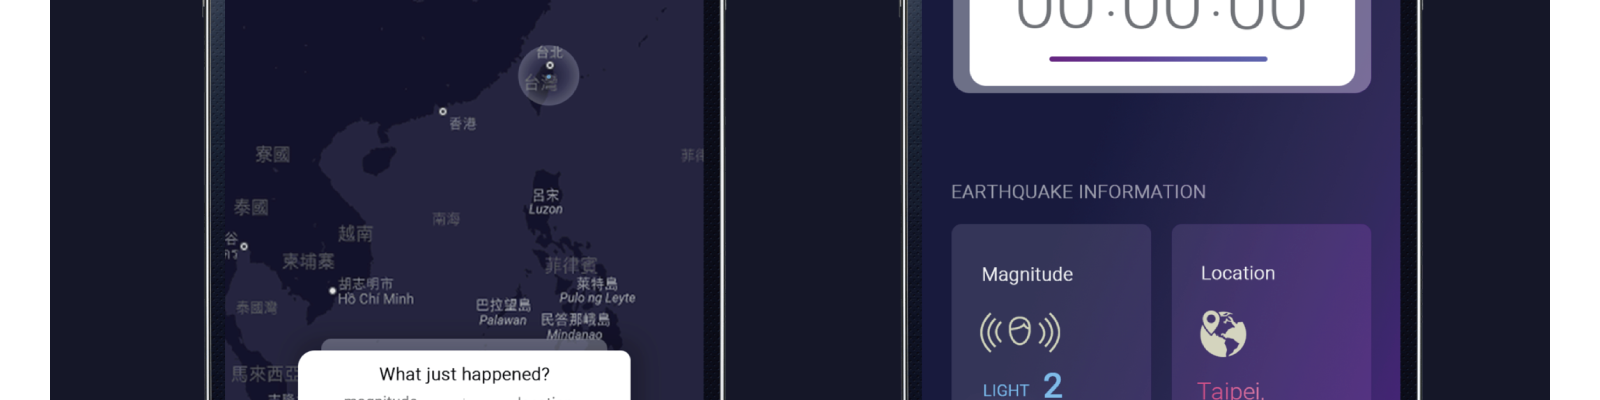 台北
台灣
香港
寮國
泰國
南海
呂宋
Luzon
越南
柬埔寨
菲律賓
胡志明市
Hồ Chí Minh
萊特島
Pulo ng Leyte
泰國灣
巴拉望島
Palawan
民答那峨島
Mindanao
馬來西亞
What just happened?
00:00:00
EARTHQUAKE INFORMATION
Magnitude
LIGHT 2
Location
Taipei,